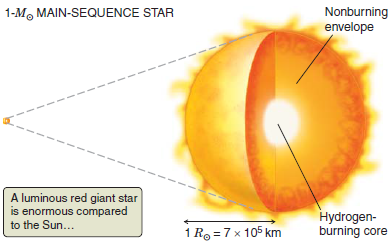 1-M⊙ MAIN-SEQUENCE STAR
Nonburning
envelope
A luminous red giant star
is enormous compared
to the Sun...
1 R⊙ = 7 × 10⁵ km
Hydrogen-
burning core